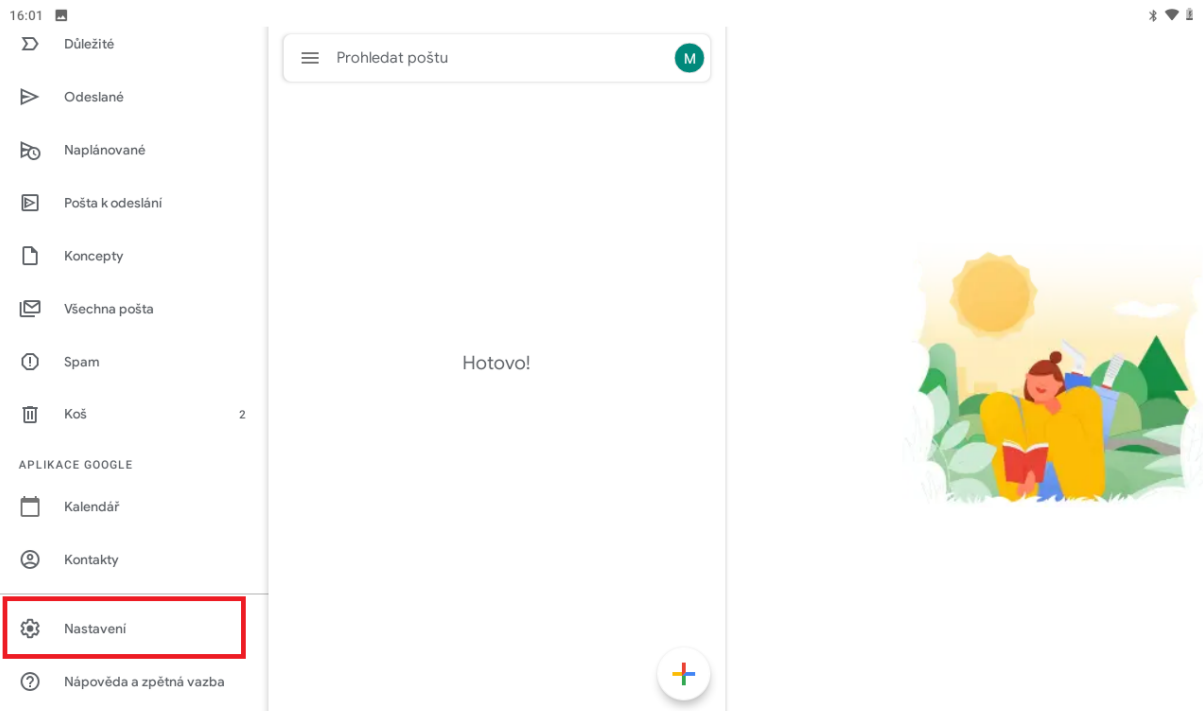 16:01
Důležité
Odeslané
Naplánované
Pošta k odeslání
Koncepty
Všechna pošta
Spam
Koš 2
APLIKACE GOOGLE
Kalendář
Kontakty
Nastavení
Nápověda a zpětná vazba
Prohledat poštu M
Hotovo!